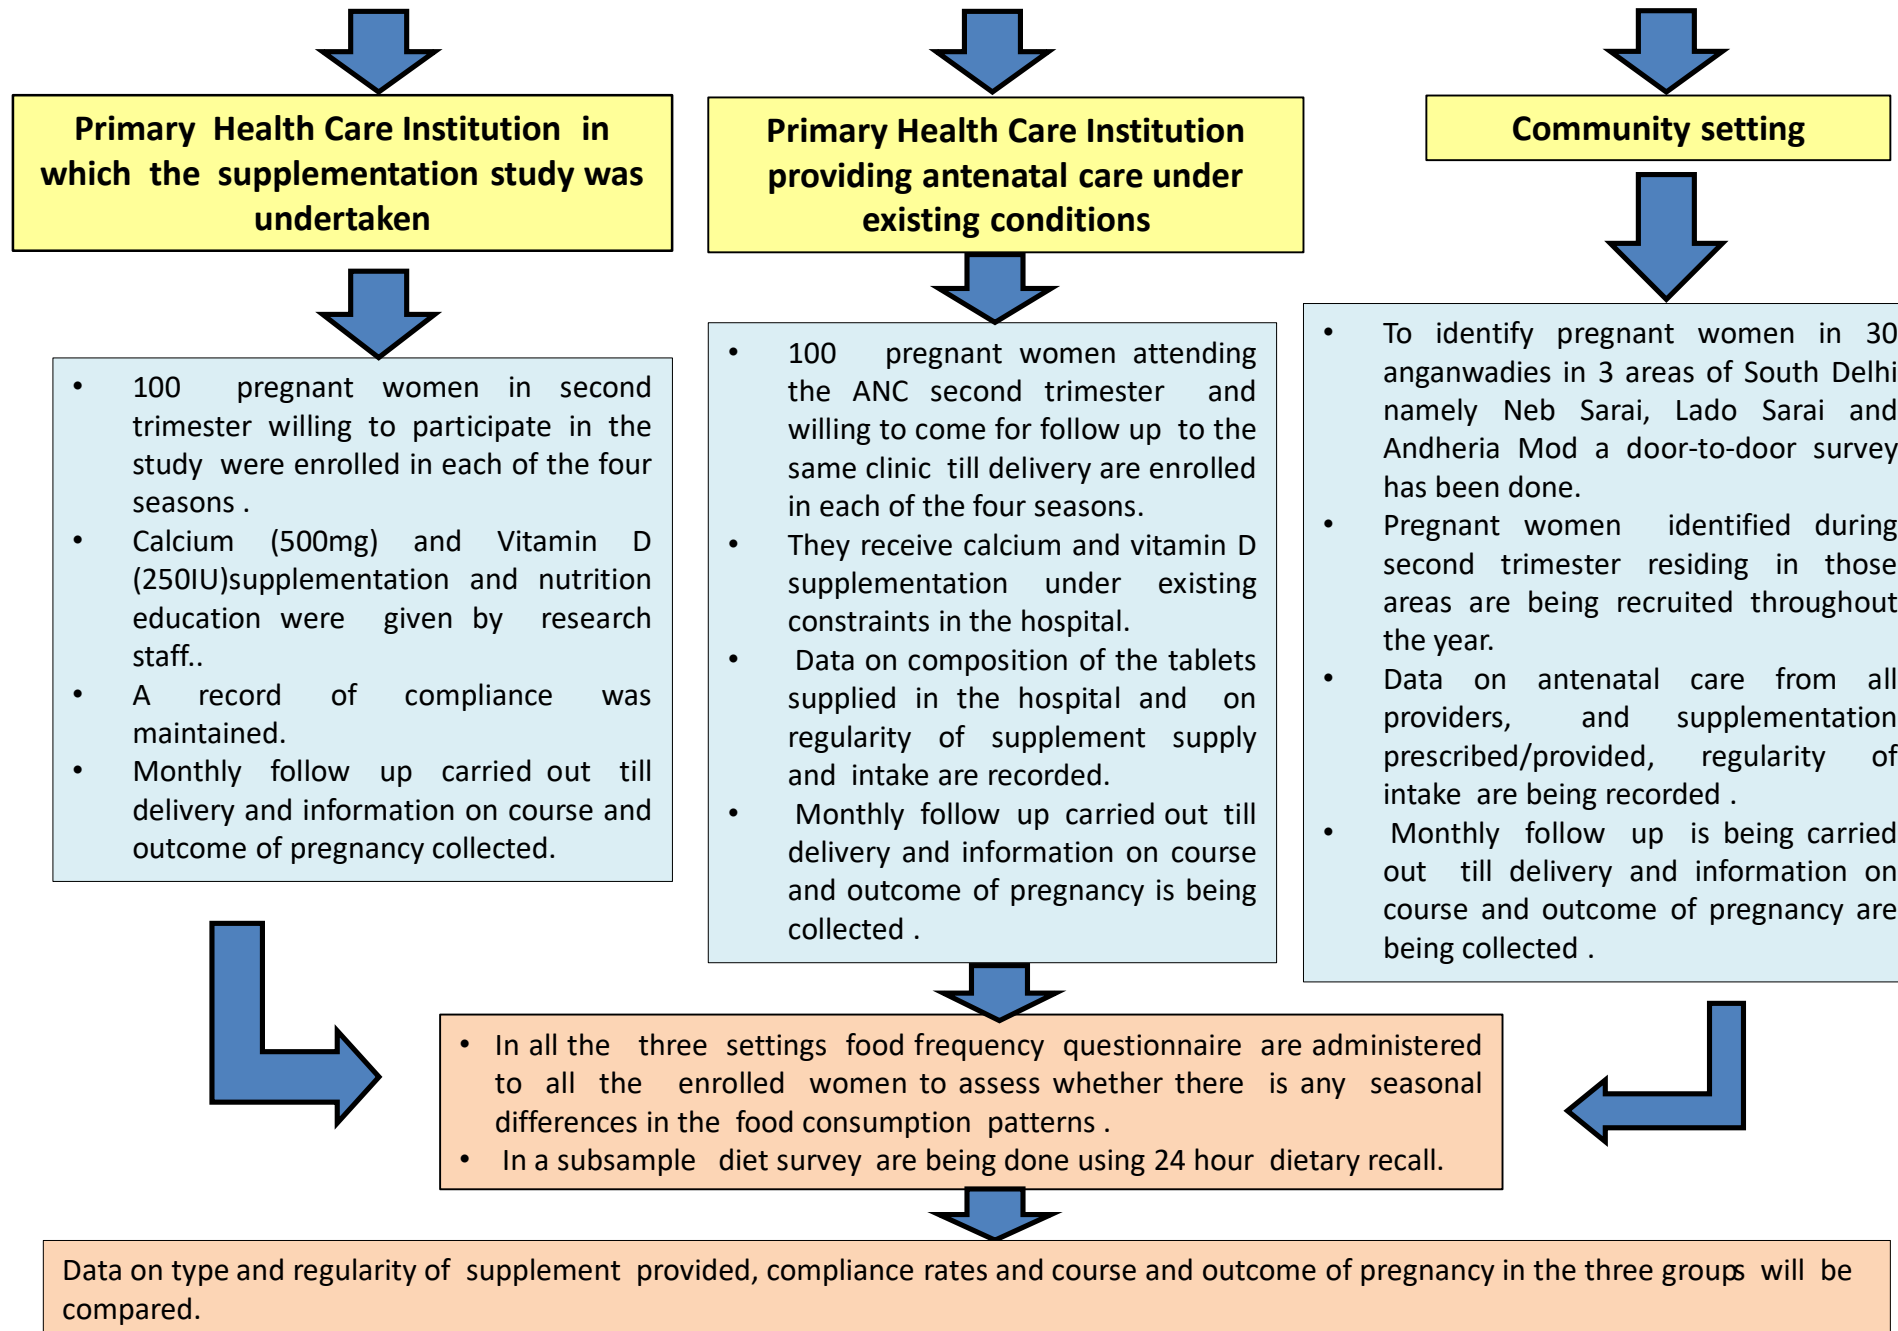 Primary Health Care Institution in
which the supplementation study was
undertaken
Primary Health Care Institution
providing antenatal care under
existing conditions
Community setting
• 100 pregnant women in second
trimester willing to participate in the
study were enrolled in each of the four
seasons .
• Calcium (500mg) and Vitamin D
(250IU)supplementation and nutrition
education were given by research
staff..
• A record of compliance was
maintained.
• Monthly follow up carried out till
delivery and information on course and
outcome of pregnancy collected.
• 100 pregnant women attending
the ANC second trimester and
willing to come for follow up to the
same clinic till delivery are enrolled
in each of the four seasons.
• They receive calcium and vitamin D
supplementation under existing
constraints in the hospital.
• Data on composition of the tablets
supplied in the hospital and on
regularity of supplement supply
and intake are recorded.
• Monthly follow up carried out till
delivery and information on course
and outcome of pregnancy is being
collected .
• To identify pregnant women in 30
anganwadies in 3 areas of South Delhi
namely Neb Sarai, Lado Sarai and
Andheria Mod a door-to-door survey
has been done.
• Pregnant women identified during
second trimester residing in those
areas are being recruited throughout
the year.
• Data on antenatal care from all
providers, and supplementation
prescribed/provided, regularity of
intake are being recorded .
• Monthly follow up is being carried
out till delivery and information on
course and outcome of pregnancy are
being collected .
• In all the three settings food frequency questionnaire are administered
to all the enrolled women to assess whether there is any seasonal
differences in the food consumption patterns .
• In a subsample diet survey are being done using 24 hour dietary recall.
Data on type and regularity of supplement provided, compliance rates and course and outcome of pregnancy in the three groups will be
compared.